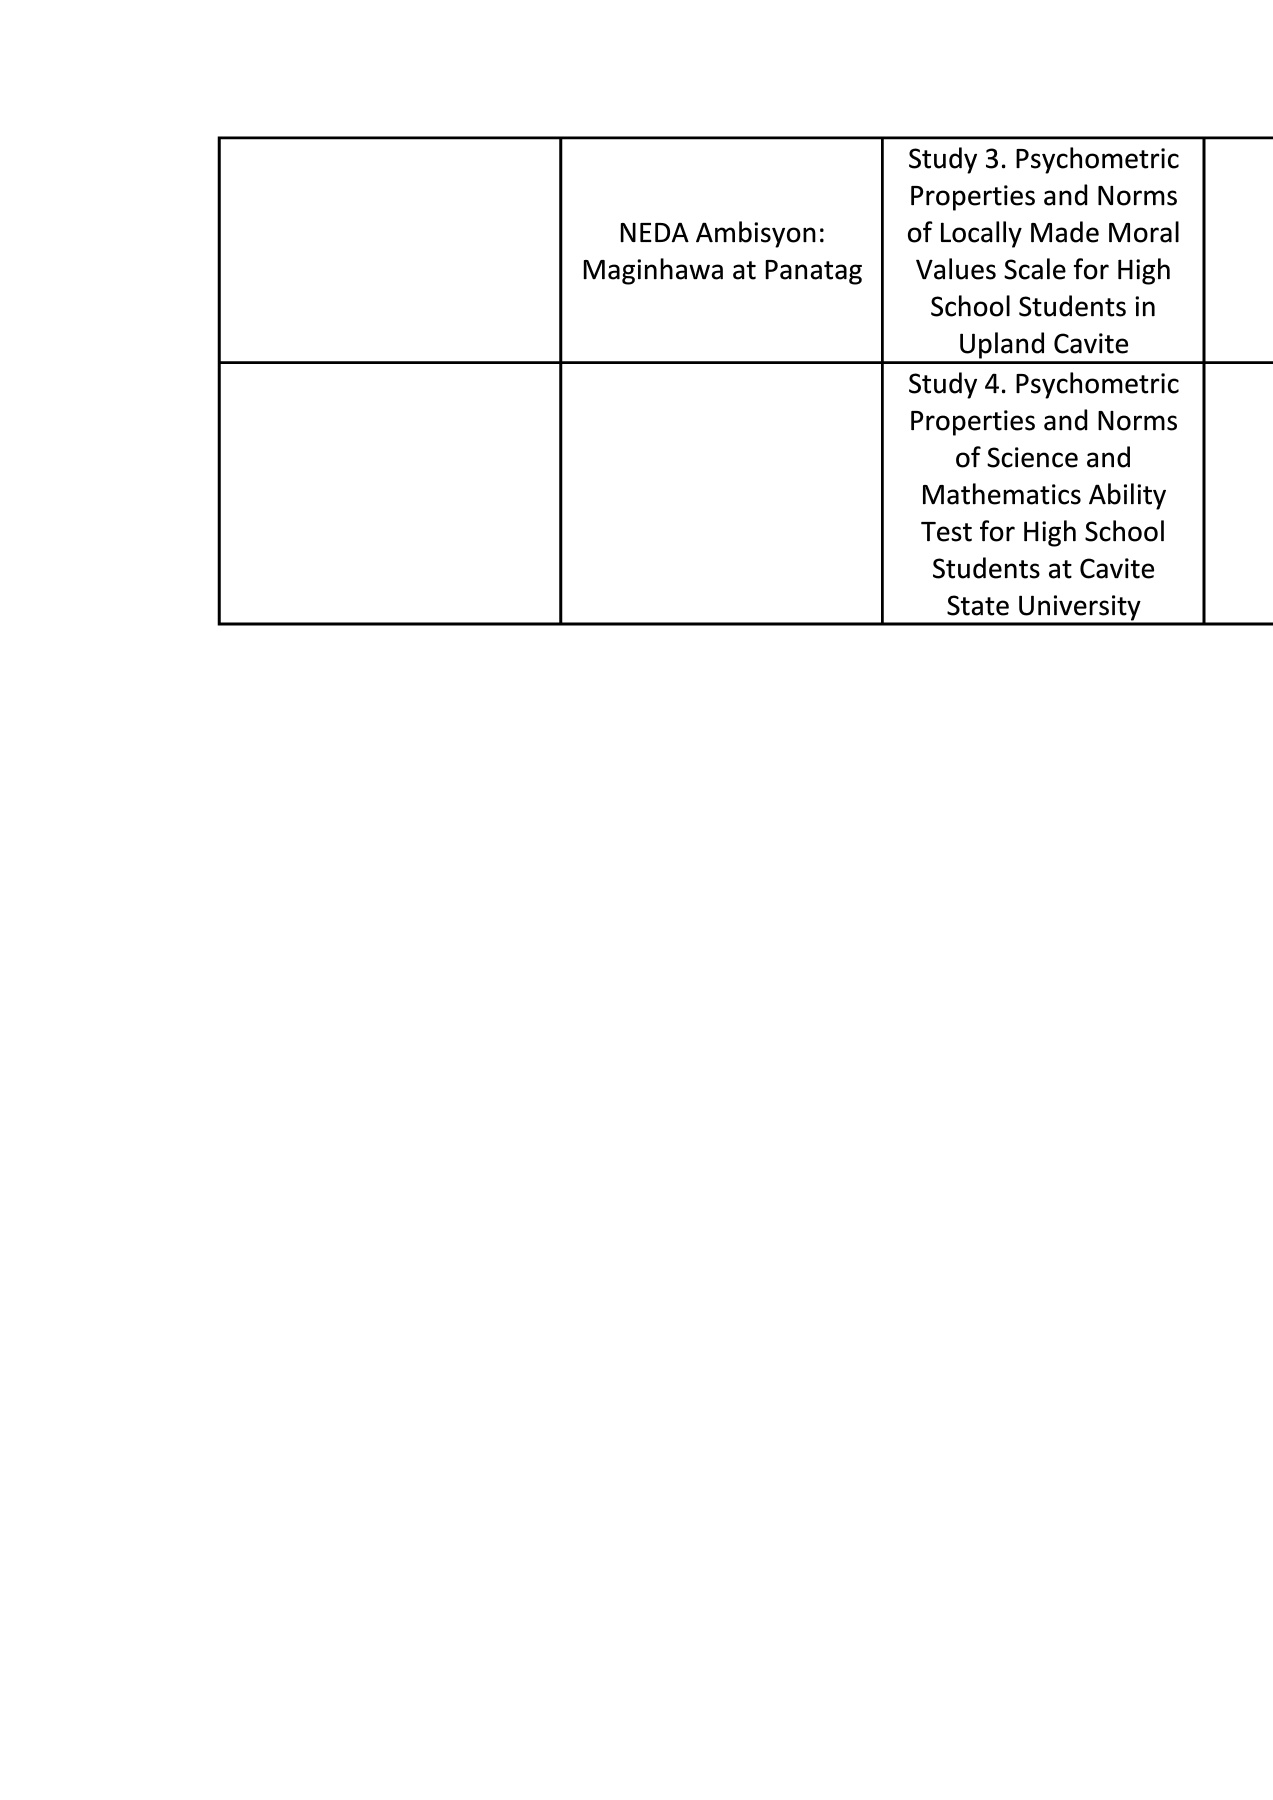 NEDA Ambisyon:
Maginhawa at Panatag
Study 3. Psychometric
Properties and Norms
of Locally Made Moral
Values Scale for High
School Students in
Upland Cavite
Study 4. Psychometric
Properties and Norms
of Science and
Mathematics Ability
Test for High School
Students at Cavite
State University